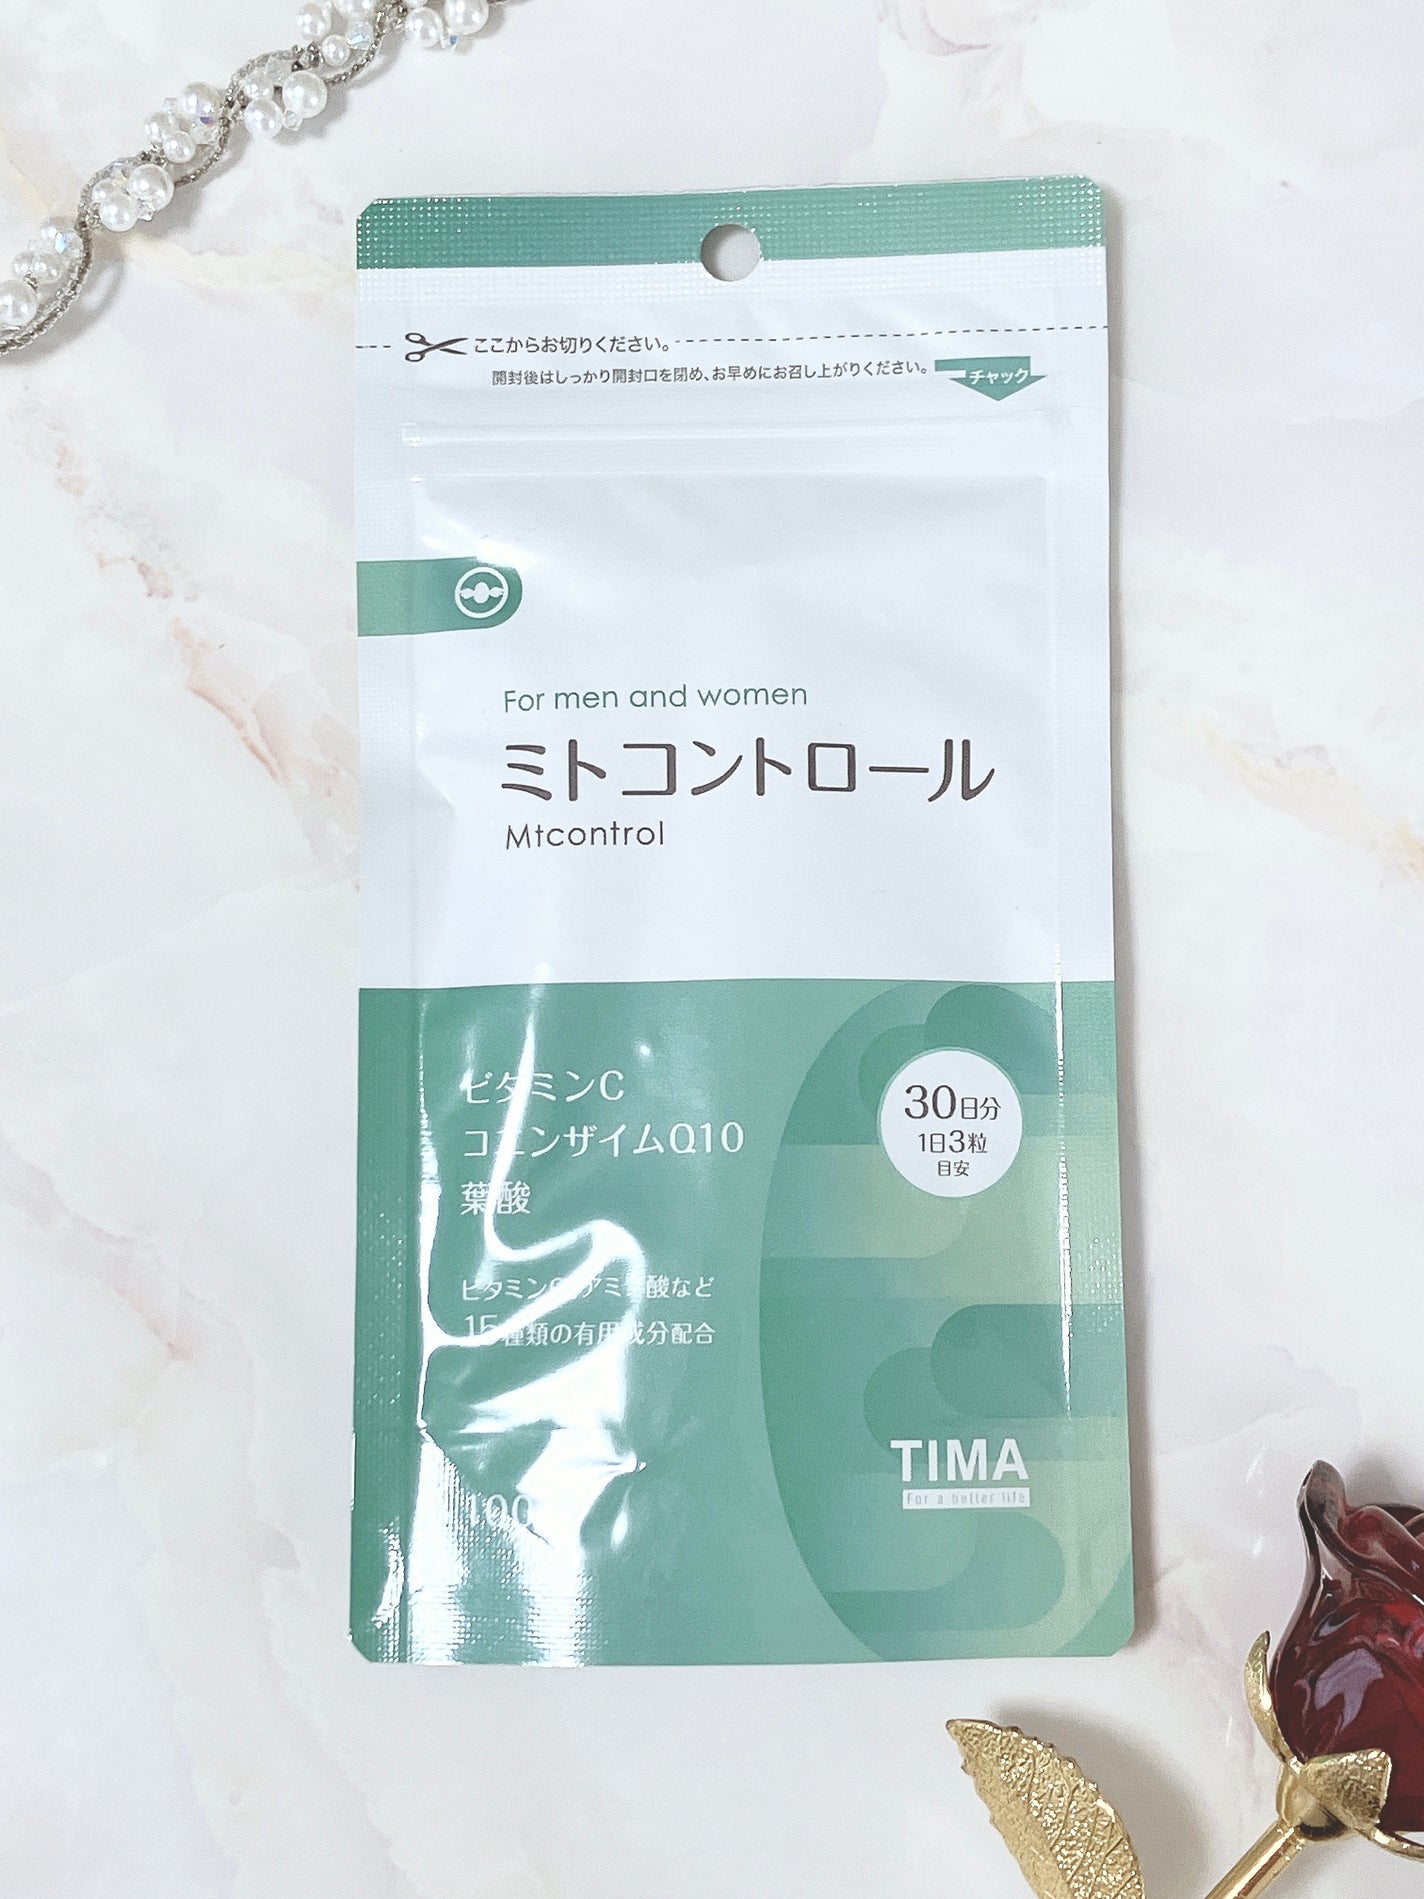 ここからお切りください。
開封後はしっかり開封口を閉め、お早めにお召し上がりください。
チャック
For men and women
ミトコントロール
Mtcontrol
ビタミンC
コエンザイムQ10
葉酸
30日分
1日3粒
目安
など
種類の有用成分配合
TIMA
For a better life
100